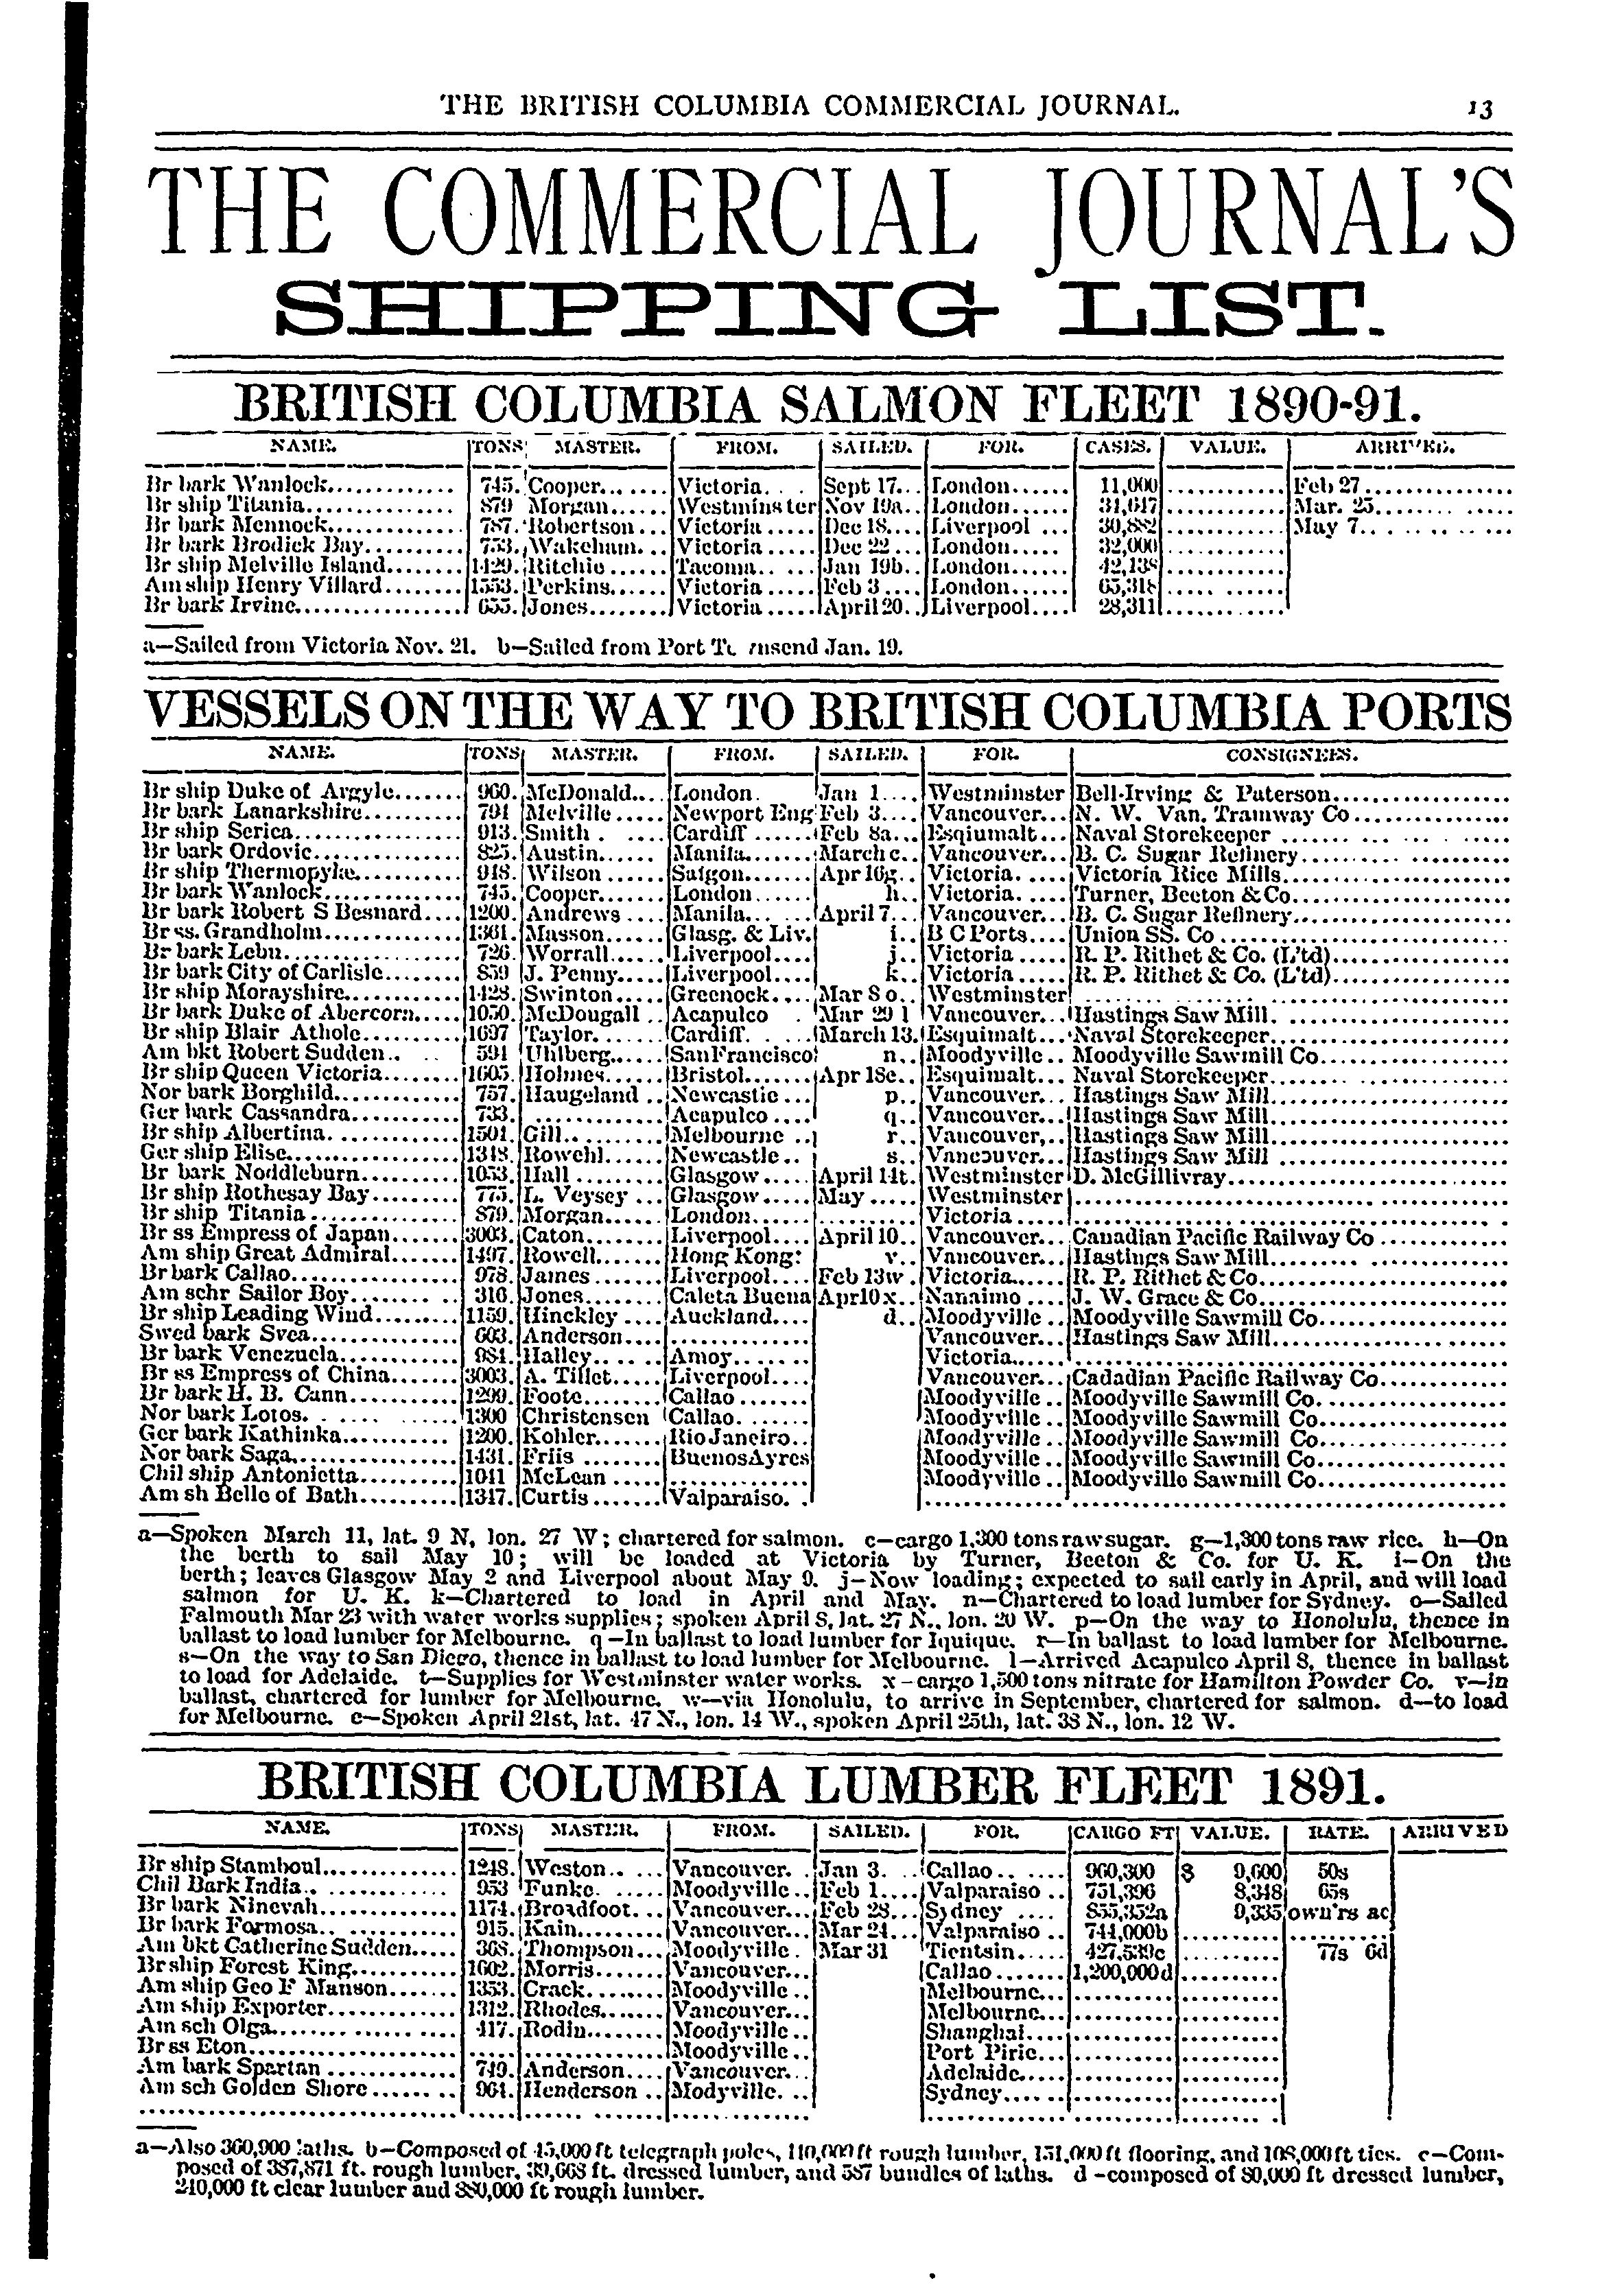 THE BRITISH COLUMBIA COMMERCIAL JOURNAL. 13
THE COMMERCIAL JOURNAL'S
SHIPPING LIST.
BRITISH COLUMBIA SALMON FLEET 1890-91.
NAME. TONS MASTER. FROM. SAILED. FOR. CASES. VALUE. ARRIVED.
Br bark Wanlock 745. Cooper Victoria Sept 17 London 11,000 Feb 27
Br ship Titania 879 Morgan Westminster Nov 19a London 31,647 Mar. 25
Br bark Mennock 787. Robertson Victoria Dec 18 Liverpool 30,882 May 7
Br bark Brodick Bay 753. Wakeham Victoria Dec 22 London 32,000
Br ship Melville Island 1429. Ritchie Tacoma Jan 19b London 42,138
Am ship Henry Villard 1553. Perkins Victoria Feb 3 London 65,318
Br bark Irvine 655. Jones Victoria April 20 Liverpool 28,311
a—Sailed from Victoria Nov. 21. b—Sailed from Port Jan. 19.
VESSELS ON THE WAY TO BRITISH COLUMBIA PORTS
NAME. TONS MASTER. FROM. SAILED. FOR. CONSIGNEES.
Br ship Duke of Argyle 960. McDonald London Jan 1 Westminster Bell-Irving & Paterson
Br bark Lanarkshire 791 Melville Newport Eng Feb 3 Vancouver N. W. Van. Tramway Co
Br ship Serica 913. Smith Cardiff Feb 8a Esqiumalt Naval Storekeeper
Br bark Ordovic 825. Austin Manila March c Vancouver B. C. Sugar Refinery
Br ship Thermopylæ 948. Wilson Saigon Apr 16g Victoria Victoria Rice Mills
Br bark Wanlock 745. Cooper London h Victoria Turner, Beeton & Co
Br bark Robert S Besnard 1200. Andrews Manila April 7 Vancouver B. C. Sugar Refinery
Br ss. Grandholm 1361. Masson Glasg. & Liv. i B C Ports Union SS. Co
Br bark Lebu 726. Worrall Liverpool j Victoria R. P. Rithet & Co. (L'td)
Br bark City of Carlisle 859 J. Penny Liverpool k Victoria R. P. Rithet & Co. (L'td)
Br ship Morayshire 1428. Swinton Greenock Mar 8 o Westminster
Br bark Duke of Abercorn 1050. McDougall Acapulco Mar 29 l Vancouver Hastings Saw Mill.
Br ship Blair Athole 1697 Taylor Cardiff March 13. Esquimalt Naval Storekeeper
Am bkt Robert Sudden 591 Uhlberg San Francisco n Moodyville Moodyville Sawmill Co
Br ship Queen Victoria 1605. Holmes Bristol Apr 18e Esquimalt Naval Storekeeper
Nor bark Borghild 757. Haugeland Newcastle p Vancouver Hastings Saw Mill
Ger bark Cassandra 733 Acapulco q Vancouver Hastings Saw Mill
Br ship Albertina 1501. Gill Melbourne r Vancouver, Hastings Saw Mill
Ger ship Elise 1318. Rowehl Newcastle s Vancouver Hastings Saw Mill
Br bark Noddleburn 1053. Hall Glasgow April 14t. Westminster D. McGillivray
Br ship Rothesay Bay 775. L. Veysey Glasgow May Westminster
Br ship Titania 879. Morgan London Victoria
Br ss Empress of Japan 3003. Caton Liverpool April 10 Vancouver Canadian Pacific Railway Co
Am ship Great Admiral 1497. Rowell Hong Kong v Vancouver Hastings Saw Mill
Br bark Callao 978. James Liverpool Feb 13w Victoria R. P. Rithet & Co
Am schr Sailor Boy 316. Jones Caleta Buena Apr10 x Nanaimo J. W. Grace & Co
Br ship Leading Wind 1159. Hinckley Auckland d Moodyville Moodyville Sawmill Co
Swed bark Svea 603. Anderson Vancouver Hastings Saw Mill
Br bark Venezuela 984. Halley Amoy Victoria
Br ss Empress of China 3003. A. Tillet Liverpool Vancouver Cadadian Pacific Railway Co
Br bark H. B. Cann 1299. Foote Callao Moodyville Moodyville Sawmill Co.
Nor bark Lotos. 1300 Christensen Callao Moodyville Moodyville Sawmill Co
Ger bark Kathinka 1200. Kohler Rio Janeiro Moodyville Moodyville Sawmill Co
Nor bark Saga 1431. Friis Buenos Ayres Moodyville Moodyville Sawmill Co
Chil ship Antonietta 1041 McLean Moodyville Moodyville Sawmill Co
Am sh Belle of Bath 1347. Curtis Valparaiso.
a—Spoken March 11, lat. 9 N, lon. 27 W; chartered for salmon. c—cargo 1,300 tons raw sugar. g—1,300 tons raw rice. h—On
the berth to sail May 10; will be loaded at Victoria by Turner, Beeton & Co. for U. K. i—On the
berth; leaves Glasgow May 2 and Liverpool about May 9. j—Now loading; expected to sail early in April, and will load
salmon for U. K. k—Chartered to load in April and May. n—Chartered to load lumber for Sydney. o—Sailed
Falmouth Mar 23 with water works supplies; spoken April 8, lat. 27 N., lon. 20 W. p—On the way to Honolulu, thence in
ballast to load lumber for Melbourne. q—In ballast to load lumber for Iquique. r—In ballast to load lumber for Melbourne.
s—On the way to San Diego, thence in ballast to load lumber for Melbourne. l—Arrived Acapulco April 8, thence in ballast
to load for Adelaide. t—Supplies for Westminster water works. x—cargo 1,500 tons nitrate for Hamilton Powder Co. v—in
ballast, chartered for lumber for Melbourne. w—via Honolulu, to arrive in September, chartered for salmon. d—to load
for Melbourne. e—Spoken April 21st, lat. 47 N., lon. 14 W., spoken April 25th, lat. 38 N., lon. 12 W.
BRITISH COLUMBIA LUMBER FLEET 1891.
NAME. TONS MASTER. FROM. SAILED. FOR. CARGO FT VALUE. RATE. ARRIVED
Br ship Stamboul 1248. Weston Vancouver. Jan 3. Callao 960,300 $ 9,600 50s
Chil Bark India 953 Funke. Moodyville Feb 1 Valparaiso 751,396 8,348 65s
Br bark Ninevah 1174. Broadfoot Vancouver Feb 28 Sydney 855,352a 9,335 own'rs ac
Br bark Formosa 915. Kain Vancouver Mar 24 Valparaiso 744,000b
Am bkt Catherine Sudden 368. Thompson Moodyville. Mar 31 Tientsin 427,539c 77s 6d
Br ship Forest King 1602. Morris Vancouver Callao 1,200,000d
Am ship Geo F Manson 1353. Crack Moodyville Melbourne
Am ship Exporter 1312. Rhodes Vancouver Melbourne
Am sch Olga 417. Rodin Moodyville Shanghai
Br ss Eton Moodyville Port Pirie
Am bark Spartan 749. Anderson Vancouver Adelaide
Am sch Golden Shore 964. Henderson Modyville. Sydney
a—Also 360,900 laths. b—Composed of 45,000 ft telegraph poles, 110,000 ft rough lumber, 151,000 ft flooring, and 108,000 ft ties. c—Com-
posed of 387,871 ft. rough lumber, 39,668 ft. dressed lumber, and 587 bundles of laths. d—composed of 80,000 ft dressed lumber,
240,000 ft clear lumber and 880,000 ft rough lumber.